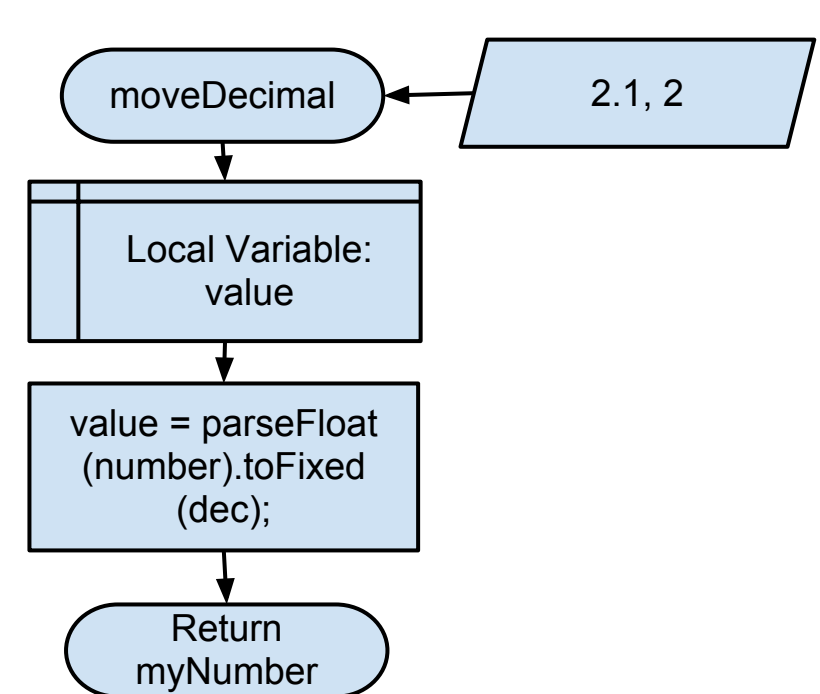 moveDecimal
2.1, 2
Local Variable:
value
value = parseFloat
(number).toFixed
(dec);
Return
myNumber